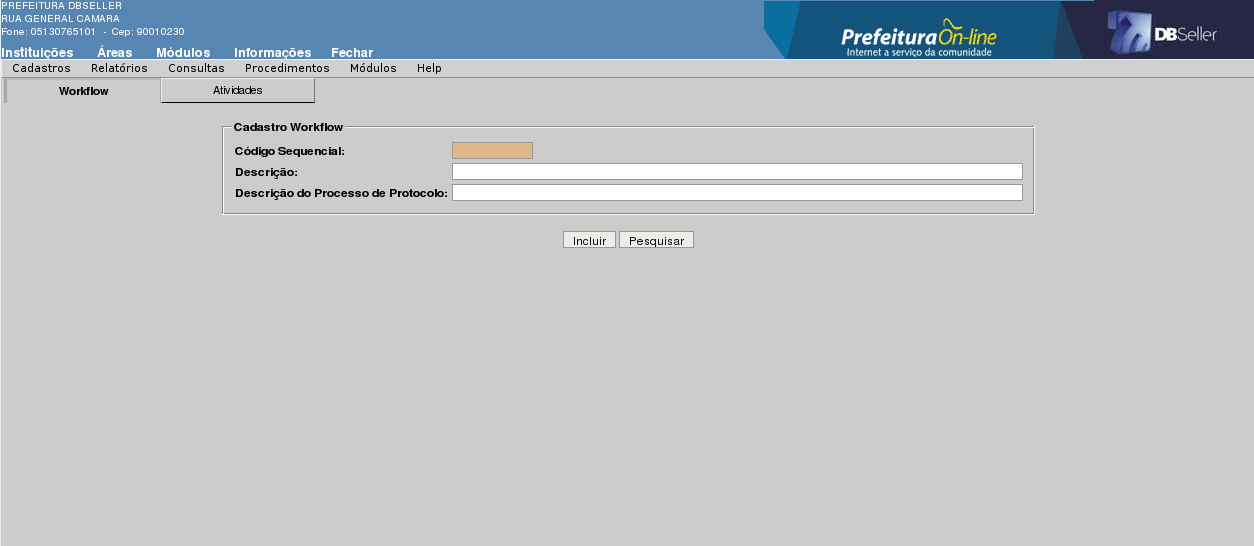 PREFEITURA DBSELLER
RUA GENERAL CAMARA
Fone: 05130765101 - Cep: 90010230
PrefeituraOn-line
Internet a serviço da comunidade
DBSeller
Instituições Áreas Módulos Informações Fechar
Cadastros Relatórios Consultas Procedimentos Módulos Help
Workflow Atividades
Cadastro Workflow
Código Sequencial:
Descrição:
Descrição do Processo de Protocolo:
Incluir Pesquisar